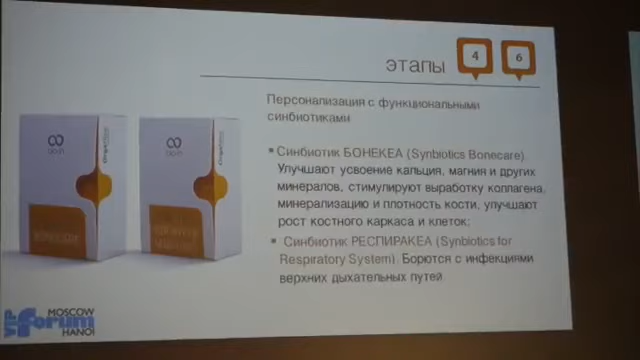 этапы
4
6
Персонализация с функциональными
синбиотиками
Синбиотик БОНЕКЕА (Synbiotics Bonecare).
Улучшают усвоение кальция, магния и других
минералов, стимулируют выработку коллагена,
минерализацию и плотность кости, улучшают
рост костного каркаса и клеток;
Синбиотик РЕСПИРАКЕА (Synbiotics for
Respiratory System). Борются с инфекциями
верхних дыхательных путей
VIP
MOSCOW
forum
HANOI